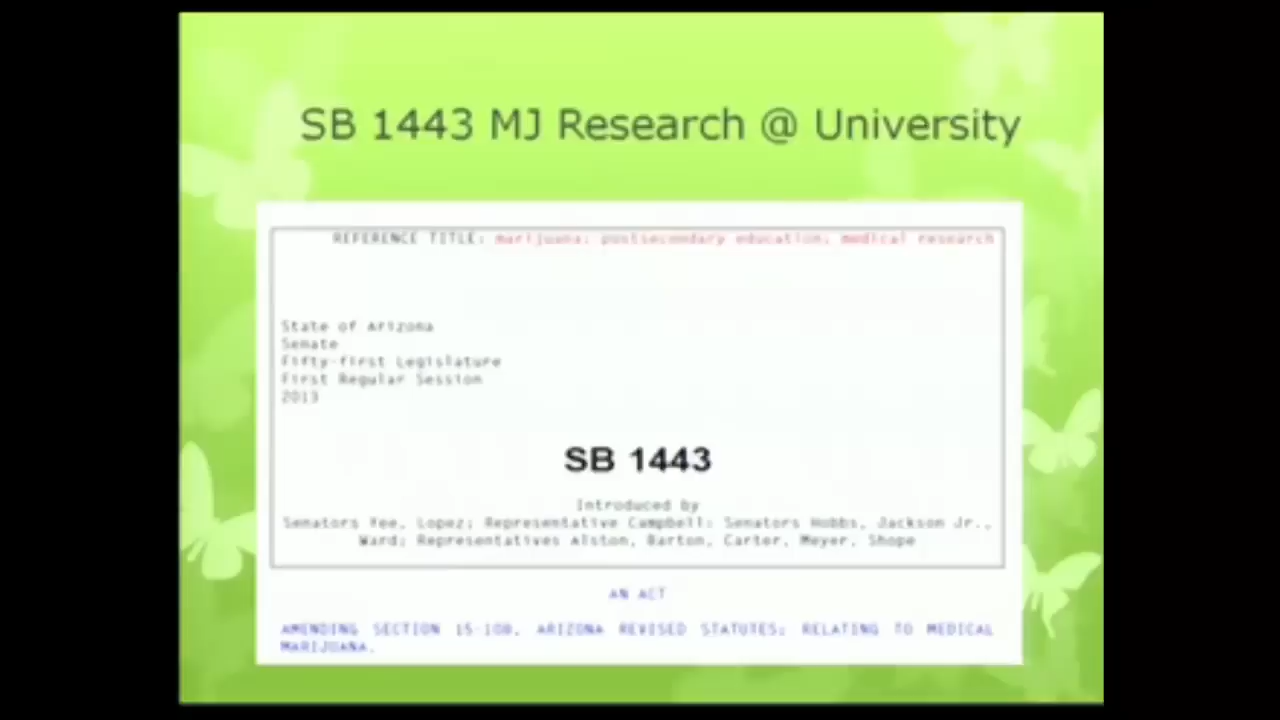 SB 1443 MJ Research @ University
REFERENCE TITLE: marijuana; postsecondary education; medical research
State of Arizona
Senate
Fifty-first Legislature
First Regular Session
2013
SB 1443
Introduced by
Senators Yee, Lopez; Representative Campbell: Senators Hobbs, Jackson Jr.,
Ward; Representatives Alston, Barton, Carter, Meyer, Shope
AN ACT
AMENDING SECTION 15-108, ARIZONA REVISED STATUTES; RELATING TO MEDICAL
MARIJUANA.